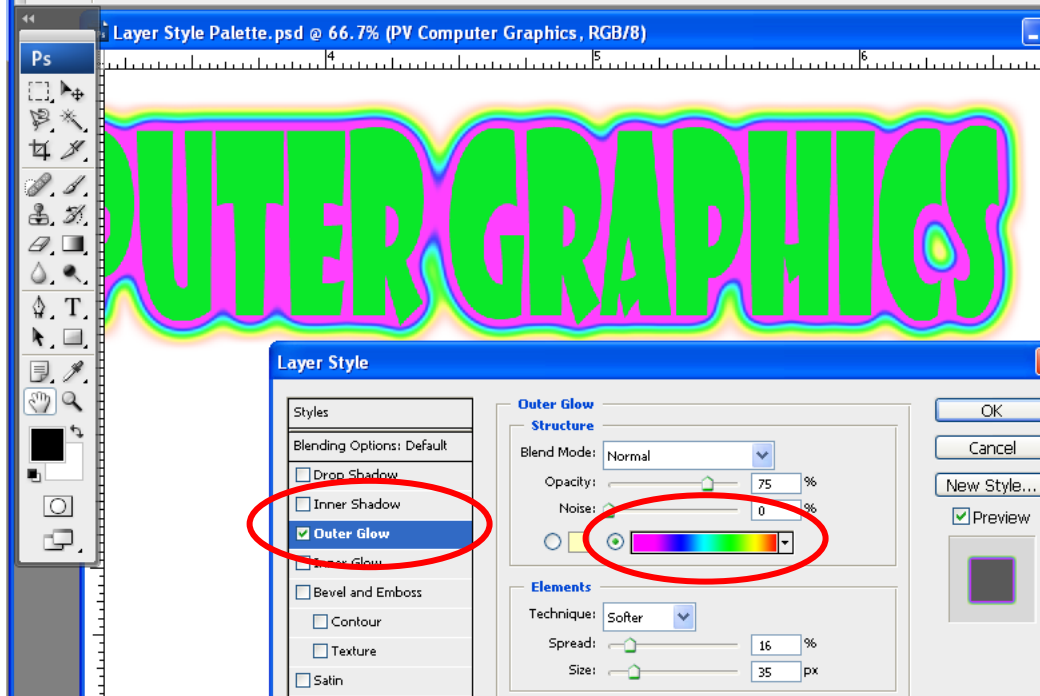 Layer Style Palette.psd @ 66.7% (PV Computer Graphics, RGB/8)
Ps
4 5 6
PUTER GRAPHICS
T
Layer Style
Styles
Blending Options: Default
Drop Shadow
Inner Shadow
Outer Glow
Inner Glow
Bevel and Emboss
Contour
Texture
Satin
Outer Glow
Structure
Blend Mode: Normal
Opacity: 75 %
Noise: 0 %
Elements
Technique: Softer
Spread: 16 %
Size: 35 px
OK
Cancel
New Style...
Preview